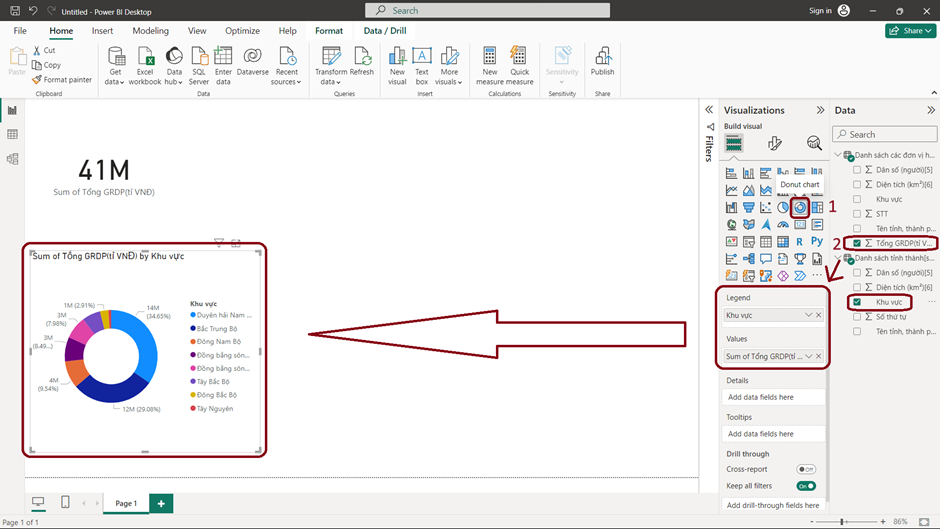 Untitled - Power BI Desktop
Search
Sign in
File Home Insert Modeling View Optimize Help Format Data / Drill
Share
Paste
Cut
Copy
Format painter
Clipboard
Get data
Excel workbook
Data hub
SQL Server
Enter data
Dataverse
Recent sources
Data
Transform data
Refresh
Queries
New visual
Text box
More visuals
Insert
New measure
Quick measure
Calculations
Sensitivity
Sensitivity
Publish
Share
41M
Sum of Tổng GRDP(tỉ VNĐ)
Sum of Tổng GRDP(tỉ VNĐ) by Khu vực
1M (2.91%)
3M
(7.98%)
3M
(8.49...)
4M
(9.54%)
12M (29.08%)
14M
(34.65%)
Khu vực
Duyên hải Nam ...
Bắc Trung Bộ
Đông Nam Bộ
Đồng bằng sôn...
Đồng bằng sôn...
Tây Bắc Bộ
Đông Bắc Bộ
Tây Nguyên
Filters
Visualizations
Build visual
Donut chart
1
R
Py
2
Legend
Khu vực
Values
Sum of Tổng GRDP(tỉ ...
Details
Add data fields here
Tooltips
Add data fields here
Drill through
Cross-report
Off
Keep all filters
On
Add drill-through fields here
Data
Search
Danh sách các đơn vị h...
Dân số (người)[5]
Diện tích (km²)[6]
Khu vực
STT
Tên tỉnh, thành p...
Tổng GRDP(tỉ V...
Danh sách tỉnh thành[s...
Dân số (người)[5]
Diện tích (km²)[6]
Khu vực
Số thứ tự
Tên tỉnh, thành p...
Page 1
Page 1 of 1
86%